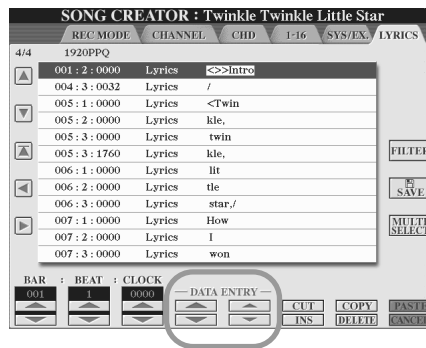 SONG CREATOR : Twinkle Twinkle Little Star
REC MODE CHANNEL CHD 1-16 SYS/EX. LYRICS
4/4 1920PPQ
001 : 2 : 0000 Lyrics <>>Intro
004 : 3 : 0032 Lyrics /
005 : 1 : 0000 Lyrics <Twin
005 : 2 : 0000 Lyrics kle,
005 : 3 : 0000 Lyrics twin
005 : 3 : 1760 Lyrics kle,
006 : 1 : 0000 Lyrics lit
006 : 2 : 0000 Lyrics tle
006 : 3 : 0000 Lyrics star,/
007 : 1 : 0000 Lyrics How
007 : 2 : 0000 Lyrics I
007 : 3 : 0000 Lyrics won
FILTER
SAVE
MULTI
SELECT
BAR : BEAT : CLOCK
001 1 0000
DATA ENTRY
CUT COPY PASTE
INS DELETE CANCEL